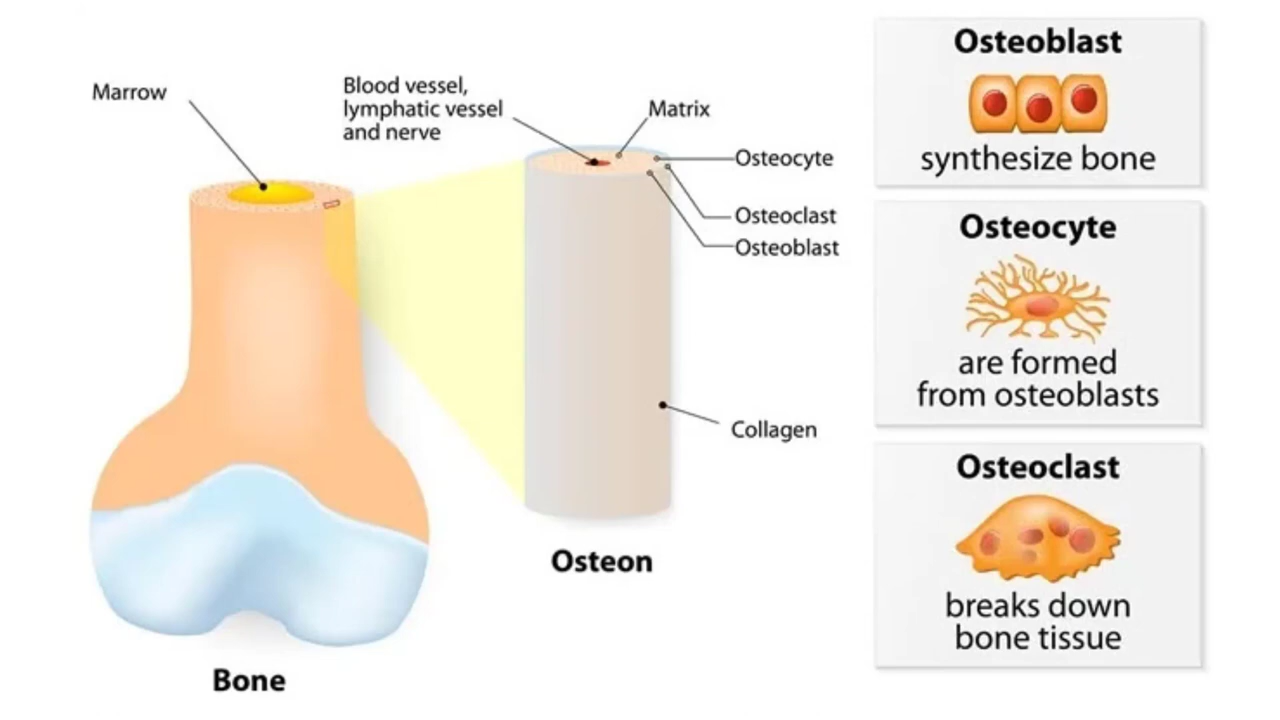 Marrow
Blood vessel,
lymphatic vessel
and nerve
Matrix
Osteocyte
Osteoclast
Osteoblast
Collagen
Osteon
Bone
Osteoblast
synthesize bone
Osteocyte
are formed
from osteoblasts
Osteoclast
breaks down
bone tissue